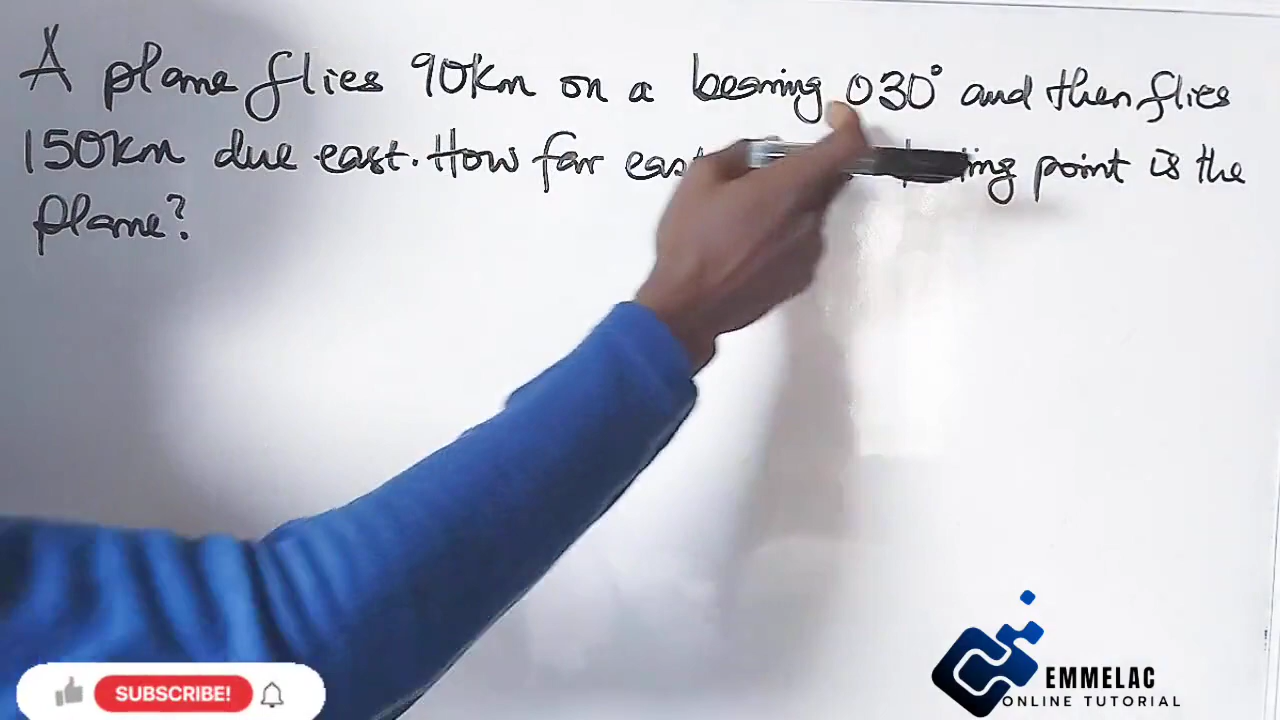 A plane flies 90km on a bearing 030° and then flies
150km due east. How far eas point is the
plane?
SUBSCRIBE!
EMMELAC
ONLINE TUTORIAL